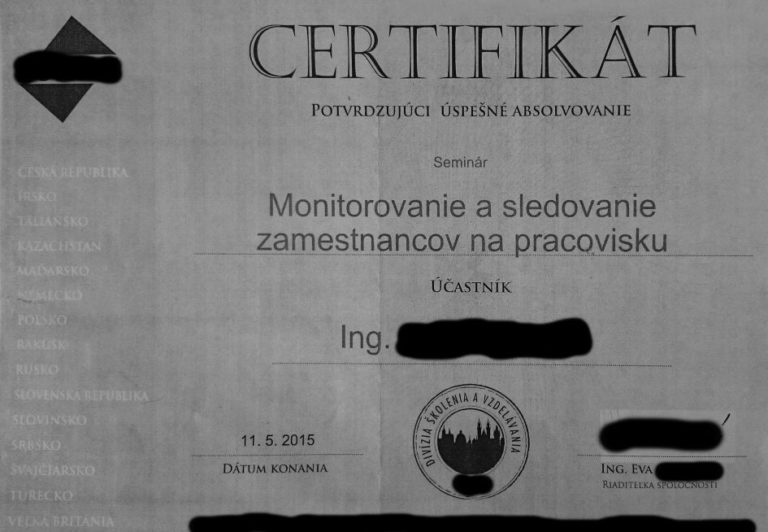 CERTIFIKÁT
POTVRDZUJÚCI ÚSPEŠNÉ ABSOLVOVANIE
Seminár
Monitorovanie a sledovanie
zamestnancov na pracovisku
ÚČASTNÍK
Ing.
11. 5. 2015
DÁTUM KONANIA
DIVÍZIA ŠKOLENIA A VZDELÁVANIA
ING. EVA
RIADITEĽKA SPOLOČNOSTI
ČESKÁ REPUBLIKA
ÍRSKO
TALIANSKO
KAZACHSTAN
MAĎARSKO
NEMECKO
POĽSKO
RAKÚSKO
RUSKO
SLOVENSKÁ REPUBLIKA
SLOVINSKO
SRBSKO
ŠVAJČIARSKO
TURECKO
VEĽKÁ BRITÁNIA